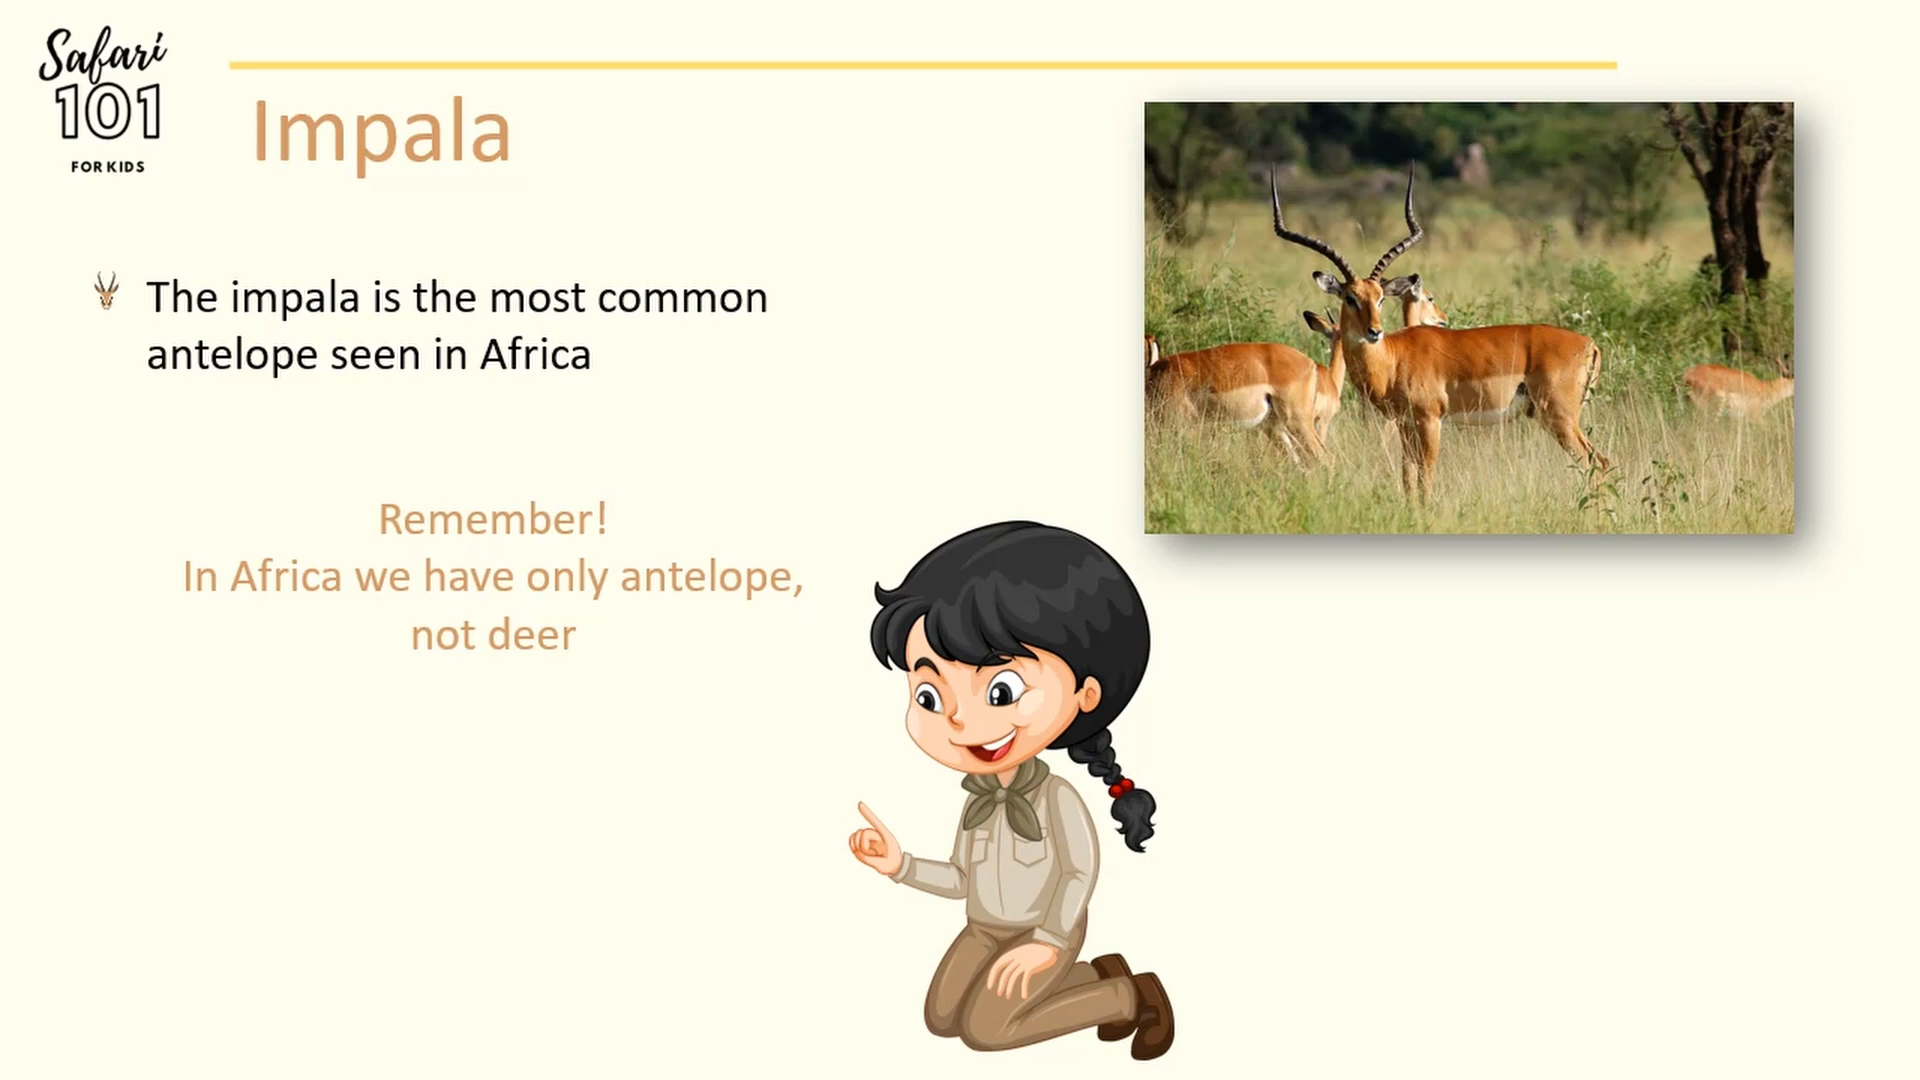 Safari
101
FOR KIDS
Impala
The impala is the most common
antelope seen in Africa
Remember!
In Africa we have only antelope,
not deer